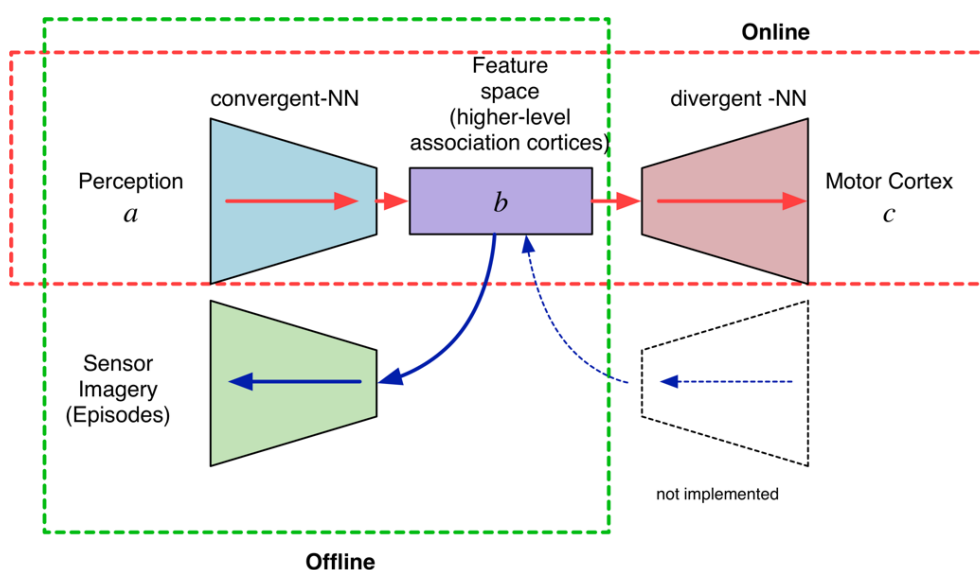 Online
Feature
space
(higher-level
association cortices)
convergent-NN
divergent -NN
Perception
a
b
Motor Cortex
c
Sensor
Imagery
(Episodes)
not implemented
Offline